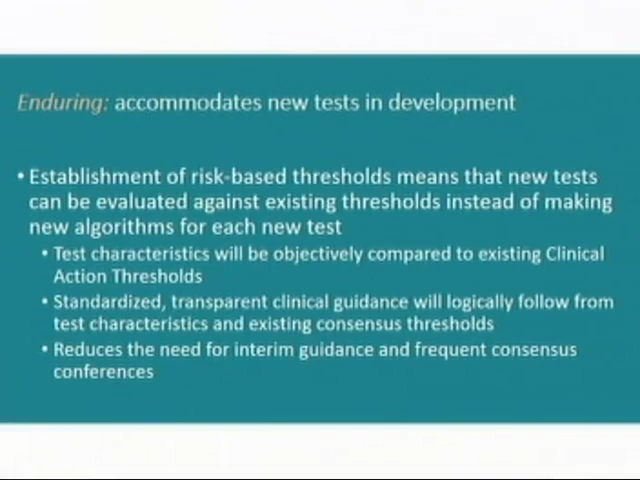 Enduring: accommodates new tests in development
• Establishment of risk-based thresholds means that new tests
can be evaluated against existing thresholds instead of making
new algorithms for each new test
• Test characteristics will be objectively compared to existing Clinical
Action Thresholds
• Standardized, transparent clinical guidance will logically follow from
test characteristics and existing consensus thresholds
• Reduces the need for interim guidance and frequent consensus
conferences